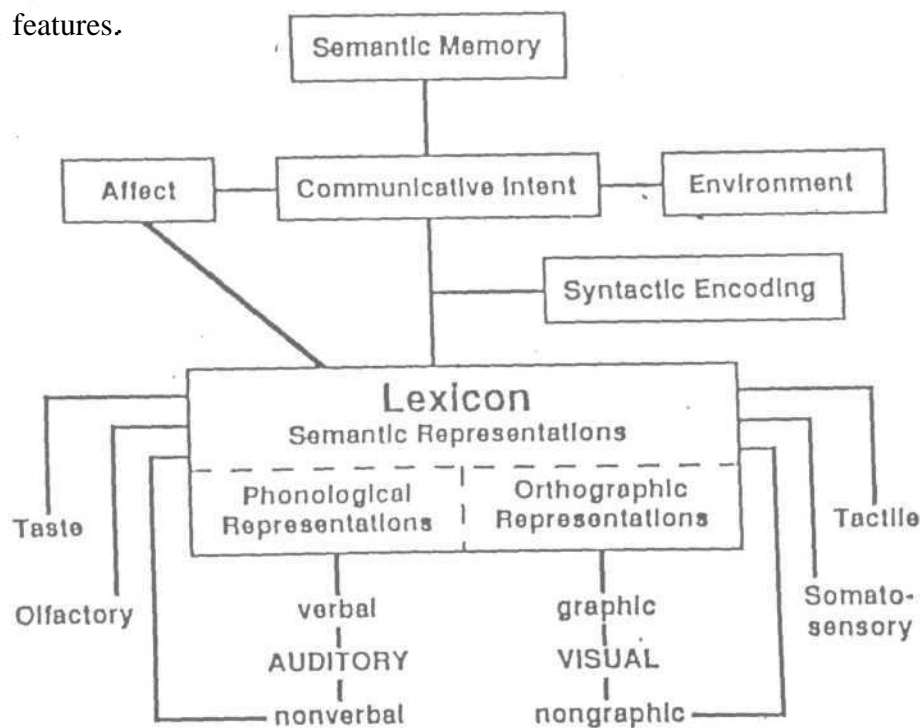 features.
Semantic Memory
Affect
Communicative Intent
Environment
Syntactic Encoding
Lexicon
Semantic Representations
Phonological
Representations
Orthographic
Representations
Taste
Tactile
Olfactory
Somato-
sensory
verbal
graphic
AUDITORY
VISUAL
nonverbal
nongraphic